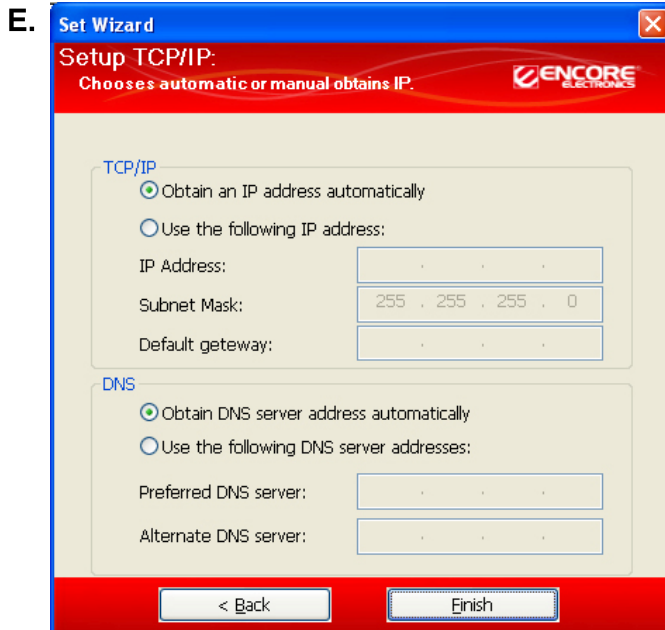 E.
Set Wizard
Setup TCP/IP:
Chooses automatic or manual obtains IP.
ENCORE
ELECTRONICS
TCP/IP
Obtain an IP address automatically
Use the following IP address:
IP Address:
Subnet Mask: 255 . 255 . 255 . 0
Default geteway:
DNS
Obtain DNS server address automatically
Use the following DNS server addresses:
Preferred DNS server:
Alternate DNS server:
< Back Finish